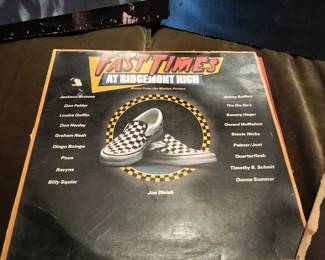 FAST TIMES
AT RIDGEMONT HIGH
Music from the Motion Picture
Jackson Browne
Don Felder
Louise Goffin
Don Henley
Graham Nash
Oingo Boingo
Poco
Ravyns
Billy Squier
Jimmy Buffett
The Go-Go's
Sammy Hagar
Gerard McMahon
Stevie Nicks
Palmer/Jost
Quarterflash
Timothy B. Schmit
Donna Summer
Joe Walsh